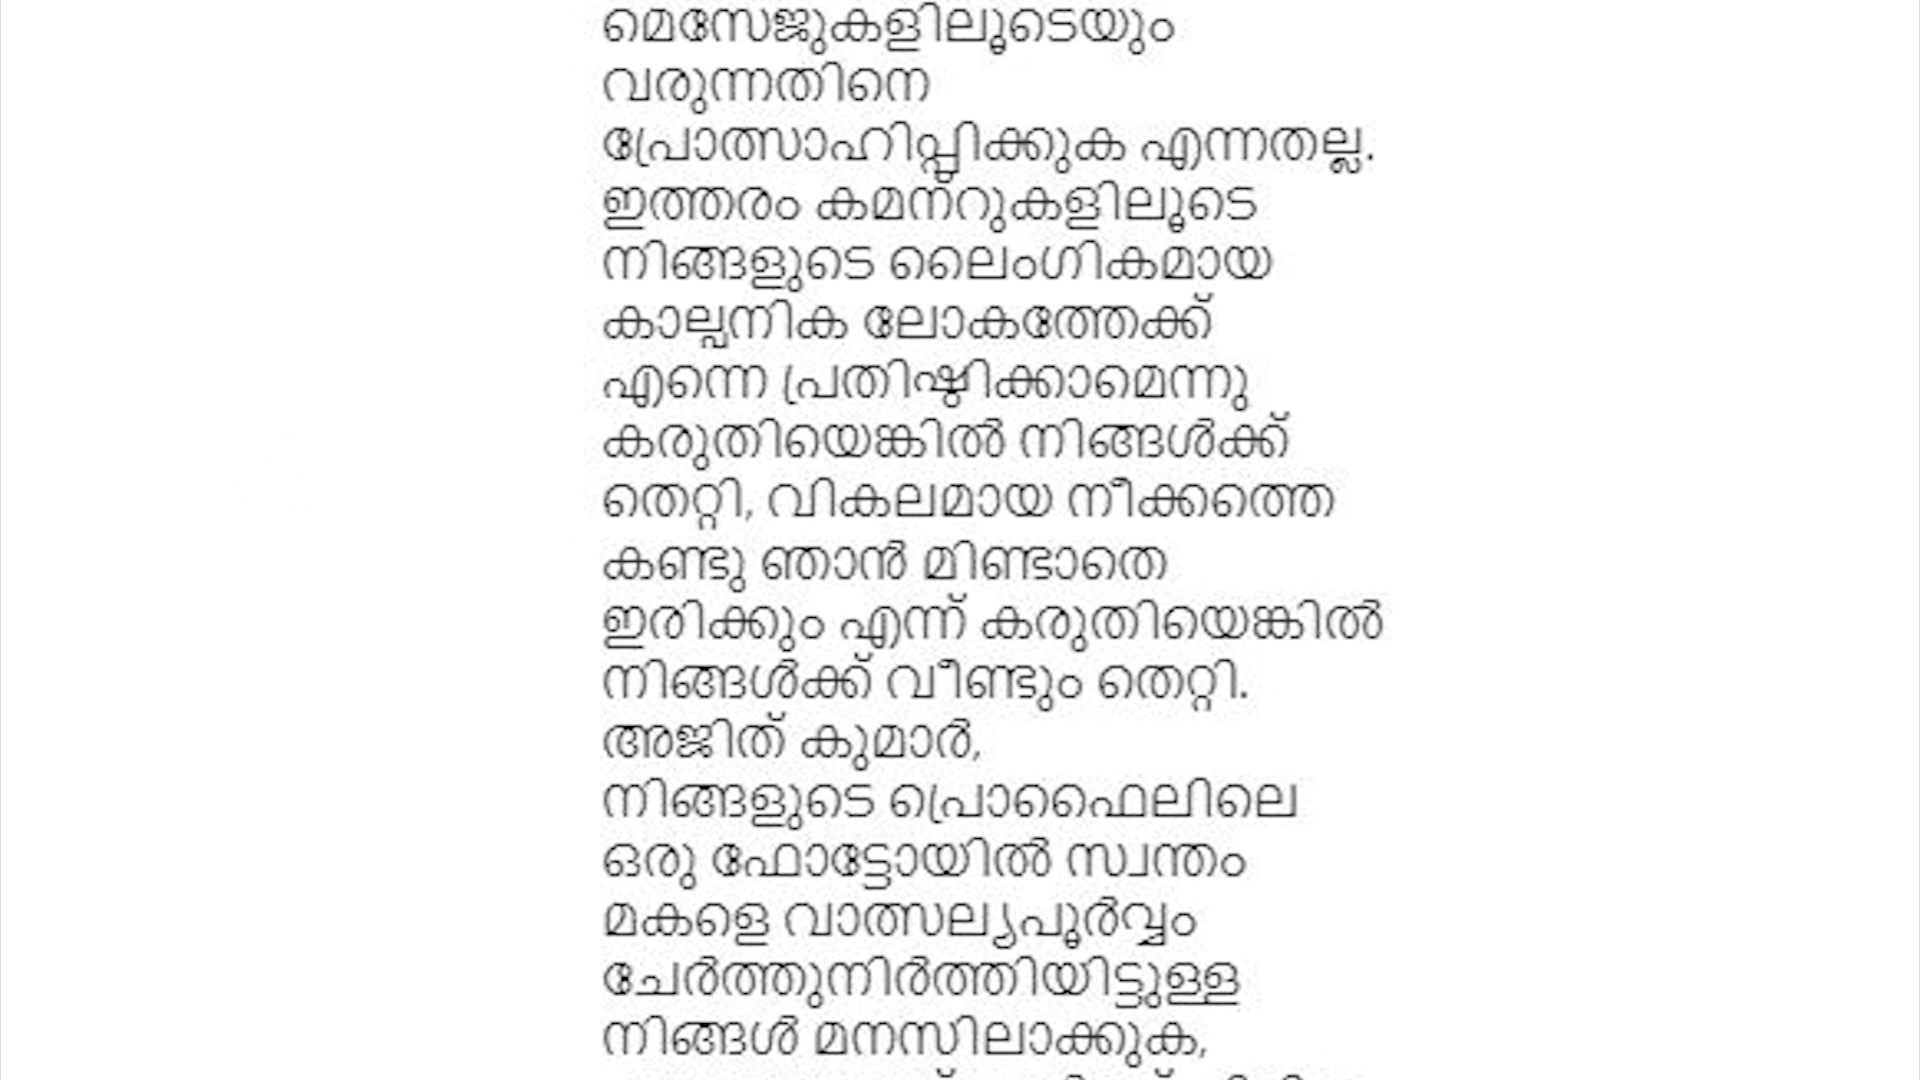 മെസേജുകളിലൂടെയും
വരുന്നതിനെ
പ്രോത്സാഹിപ്പിക്കുക എന്നതല്ല.
ഇത്തരം കമന്റുകളിലൂടെ
നിങ്ങളുടെ ലൈംഗികമായ
കാല്പനിക ലോകത്തേക്ക്
എന്നെ പ്രതിഷ്ഠിക്കാമെന്നു
കരുതിയെങ്കിൽ നിങ്ങൾക്ക്
തെറ്റി, വികലമായ നീക്കത്തെ
കണ്ടു ഞാൻ മിണ്ടാതെ
ഇരിക്കും എന്ന് കരുതിയെങ്കിൽ
നിങ്ങൾക്ക് വീണ്ടും തെറ്റി.
അജിത് കുമാർ,
നിങ്ങളുടെ പ്രൊഫൈലിലെ
ഒരു ഫോട്ടോയിൽ സ്വന്തം
മകളെ വാത്സല്യപൂർവ്വം
ചേർത്തുനിർത്തിയിട്ടുള്ള
നിങ്ങൾ മനസിലാക്കുക,